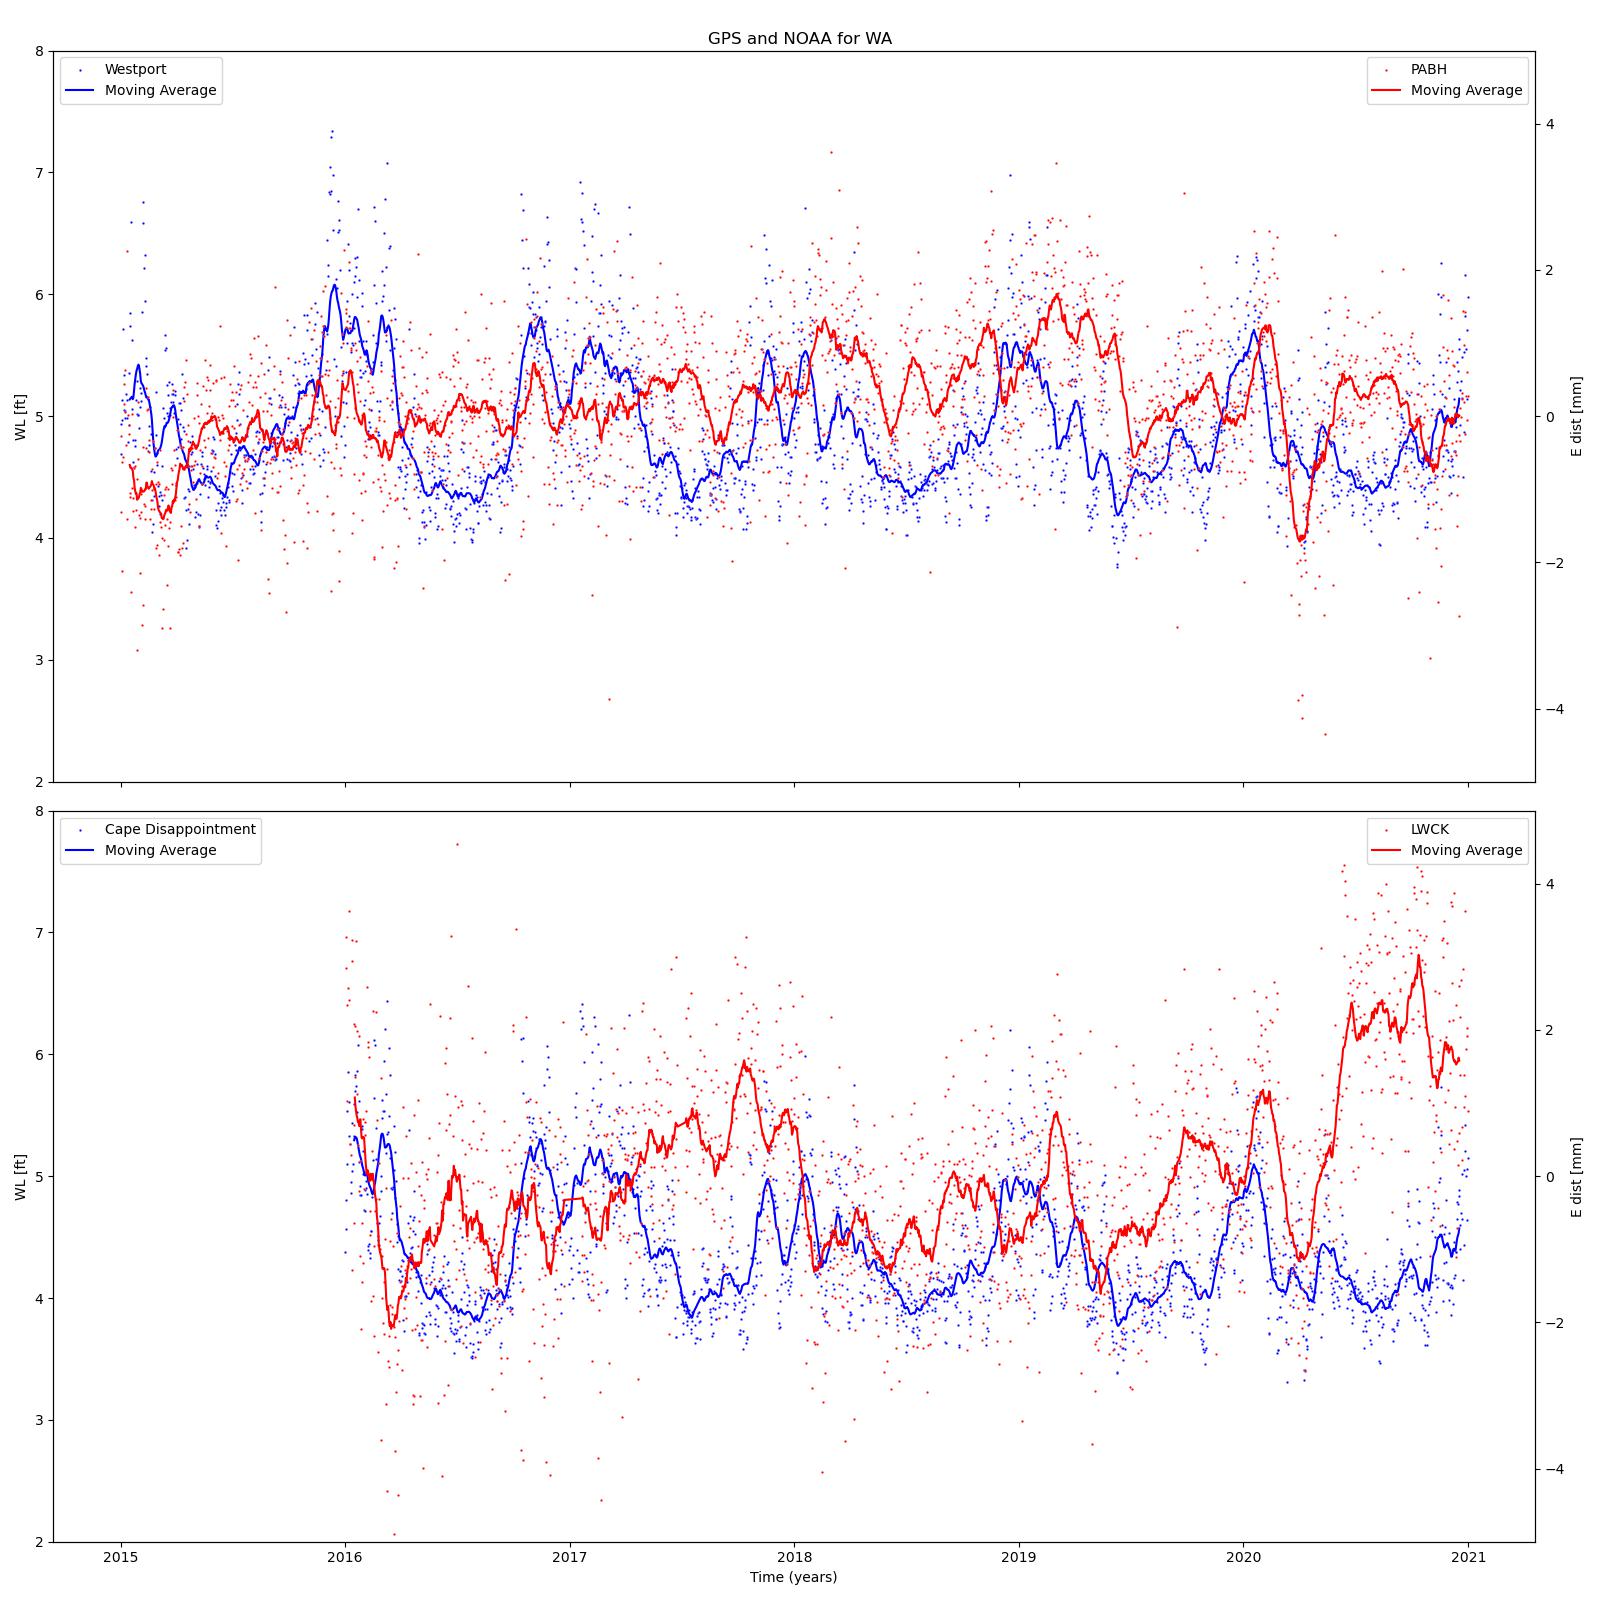 GPS and NOAA for WA
8
7
6
5
4
3
2
WL [ft]
Westport
Moving Average
PABH
Moving Average
4
2
0
−2
−4
E dist [mm]
8
7
6
5
4
3
2
WL [ft]
Cape Disappointment
Moving Average
LWCK
Moving Average
4
2
0
−2
−4
E dist [mm]
2015 2016 2017 2018 2019 2020 2021
Time (years)